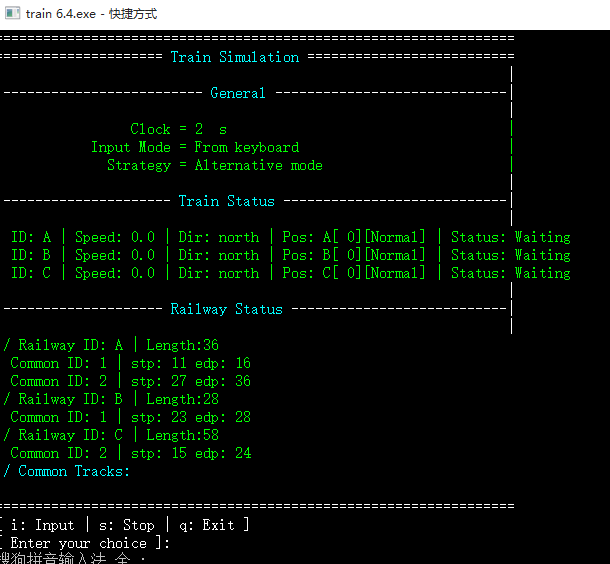 train 6.4.exe - 快捷方式
=================================================================
==================== Train Simulation ==========================
|
------------------------- General -----------------------------|
|
Clock = 2 s |
Input Mode = From keyboard |
Strategy = Alternative mode |
|
-------------------- Train Status -----------------------------|
|
ID: A | Speed: 0.0 | Dir: north | Pos: A[ 0][Normal] | Status: Waiting
ID: B | Speed: 0.0 | Dir: north | Pos: B[ 0][Normal] | Status: Waiting
ID: C | Speed: 0.0 | Dir: north | Pos: C[ 0][Normal] | Status: Waiting
|
-------------------- Railway Status ---------------------------|
|
/ Railway ID: A | Length:36
Common ID: 1 | stp: 11 edp: 16
Common ID: 2 | stp: 27 edp: 36
/ Railway ID: B | Length:28
Common ID: 1 | stp: 23 edp: 28
/ Railway ID: C | Length:58
Common ID: 2 | stp: 15 edp: 24
/ Common Tracks:
=================================================================
[ i: Input | s: Stop | q: Exit ]
[ Enter your choice ]:
搜狗拼音输入法 全 :